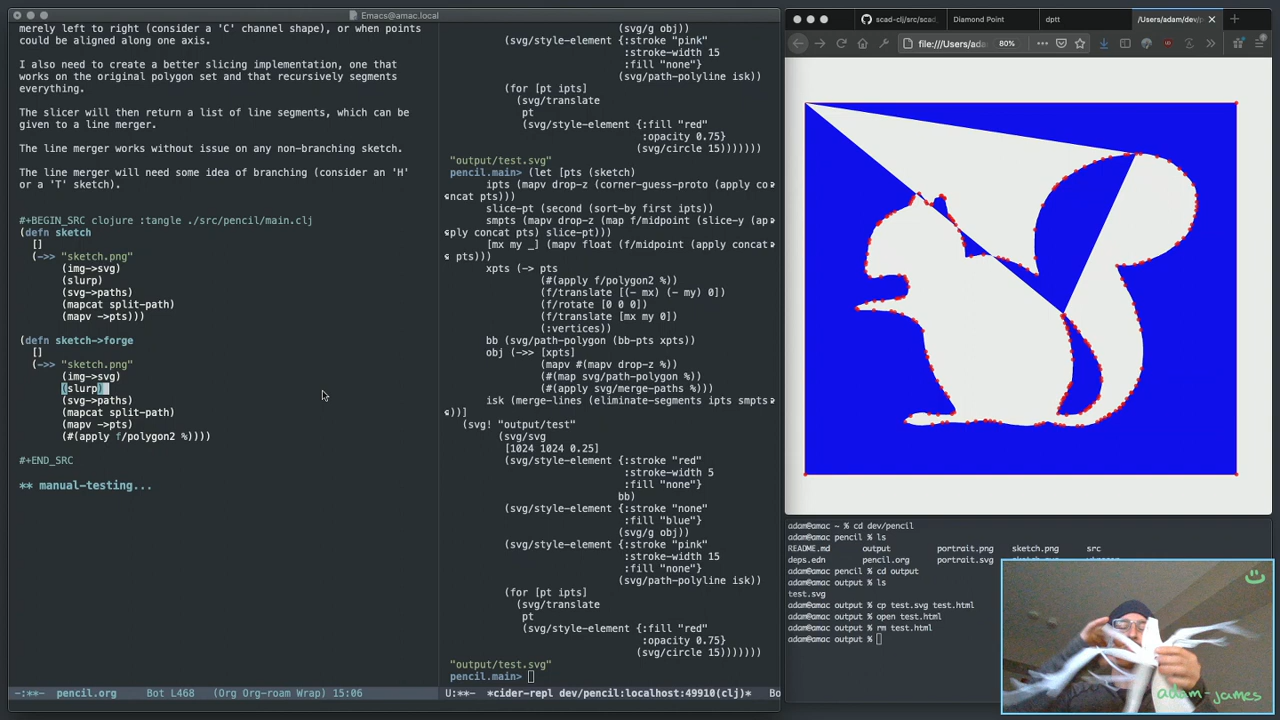 Emacs@amac.local
merely left to right (consider a 'C' channel shape), or when points
could be aligned along one axis.
I also need to create a better slicing implementation, one that
works on the original polygon set and that recursively segments
everything.
The slicer will then return a list of line segments, which can be
given to a line merger.
The line merger works without issue on any non-branching sketch.
The line merger will need some idea of branching (consider an 'H'
or a 'T' sketch).
#+BEGIN_SRC clojure :tangle ./src/pencil/main.clj
(defn sketch
[]
(->> "sketch.png"
(img->svg)
(slurp)
(svg->paths)
(mapcat split-path)
(mapv ->pts)))
(defn sketch->forge
[]
(->> "sketch.png"
(img->svg)
(slurp)
(svg->paths)
(mapcat split-path)
(mapv ->pts)
(#(apply f/polygon2 %))))
#+END_SRC
** manual-testing...
-:**- pencil.org Bot L468 (Org Org-roam Wrap) 15:06
(svg/g obj))
(svg/style-element {:stroke "pink"
:stroke-width 15
:fill "none"}
(svg/path-polyline isk))
(for [pt ipts]
(svg/translate
pt
(svg/style-element {:fill "red"
:opacity 0.75}
(svg/circle 15)))))))
"output/test.svg"
pencil.main> (let [pts (sketch)
ipts (mapv drop-z (corner-guess-proto (apply co
ncat pts)))
slice-pt (second (sort-by first ipts))
smpts (mapv drop-z (map f/midpoint (slice-y (ap
ply concat pts) slice-pt)))
[mx my _] (mapv float (f/midpoint (apply concat
pts)))
xpts (-> pts
(#(apply f/polygon2 %))
(f/translate [(- mx) (- my) 0])
(f/rotate [0 0 0])
(f/translate [mx my 0])
(:vertices))
bb (svg/path-polygon (bb-pts xpts))
obj (->> [xpts]
(mapv #(mapv drop-z %))
(#(map svg/path-polygon %))
(#(apply svg/merge-paths %)))
isk (merge-lines (eliminate-segments ipts smpts
))]
(svg! "output/test"
(svg/svg
[1024 1024 0.25]
(svg/style-element {:stroke "red"
:stroke-width 5
:fill "none"}
bb)
(svg/style-element {:stroke "none"
:fill "blue"}
(svg/g obj))
(svg/style-element {:stroke "pink"
:stroke-width 15
:fill "none"}
(svg/path-polyline isk))
(for [pt ipts]
(svg/translate
pt
(svg/style-element {:fill "red"
:opacity 0.75}
(svg/circle 15)))))))
"output/test.svg"
pencil.main>
U:**- *cider-repl dev/pencil:localhost:49910(clj)* Bo
scad-clj/src/scad_
Diamond Point
dptt
/Users/adam/dev/p
file:///Users/ada
80%
adam@amac ~ % cd dev/pencil
adam@amac pencil % ls
README.md output portrait.png sketch.png src
deps.edn pencil.org portrait.svg
adam@amac pencil % cd output
adam@amac output % ls
test.svg
adam@amac output % cp test.svg test.html
adam@amac output % open test.html
adam@amac output % rm test.html
adam@amac output %
adam-james